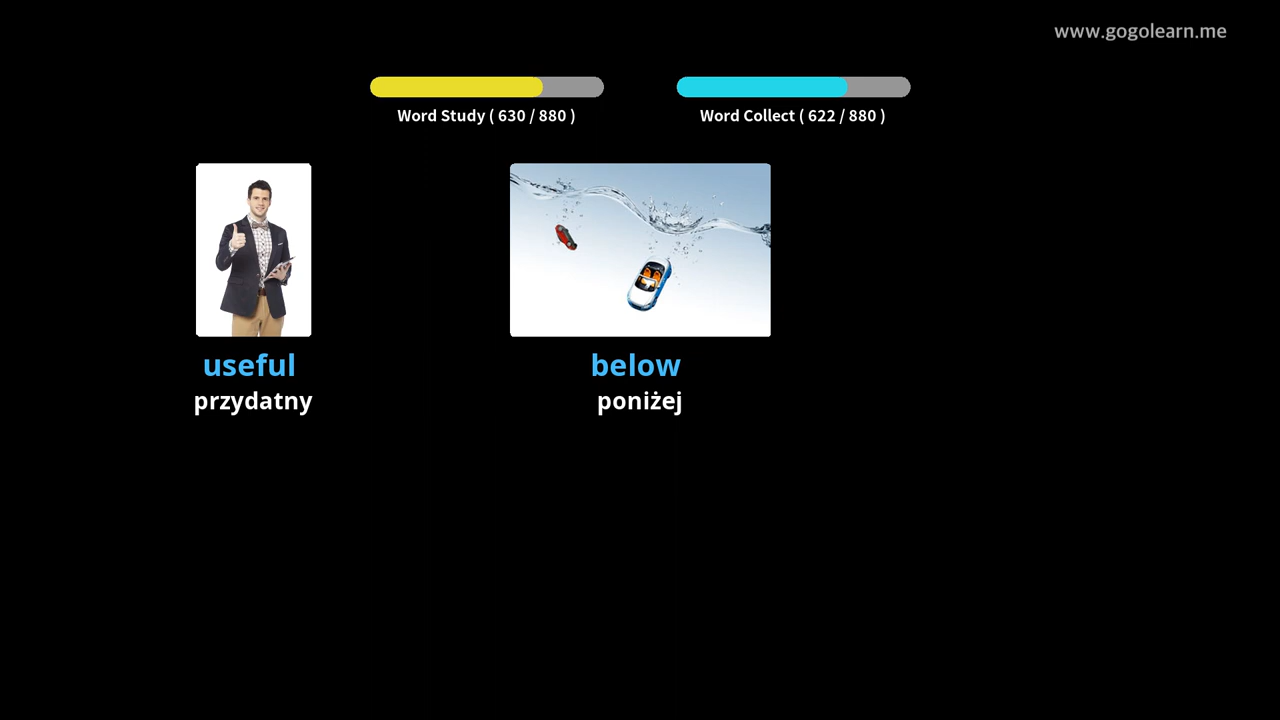 www.gogolearn.me
Word Study ( 630 / 880 )
Word Collect ( 622 / 880 )
useful
przydatny
below
poniżej